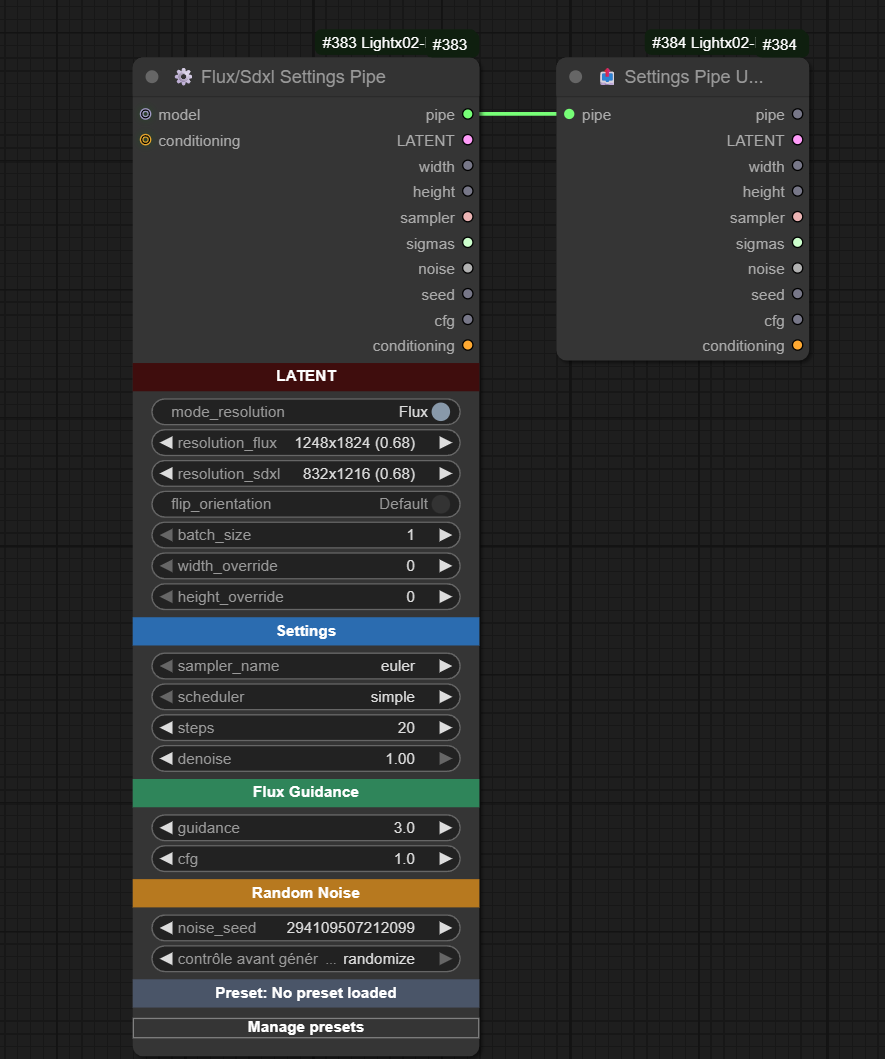 #383 Lightx02- #383
#384 Lightx02- #384
Flux/Sdxl Settings Pipe
Settings Pipe U...
model pipe
conditioning LATENT
width
height
sampler
sigmas
noise
seed
cfg
conditioning
pipe pipe
LATENT
width
height
sampler
sigmas
noise
seed
cfg
conditioning
LATENT
mode_resolution Flux
resolution_flux 1248x1824 (0.68)
resolution_sdxl 832x1216 (0.68)
flip_orientation Default
batch_size 1
width_override 0
height_override 0
Settings
sampler_name euler
scheduler simple
steps 20
denoise 1.00
Flux Guidance
guidance 3.0
cfg 1.0
Random Noise
noise_seed 294109507212099
contrôle avant génér ... randomize
Preset: No preset loaded
Manage presets